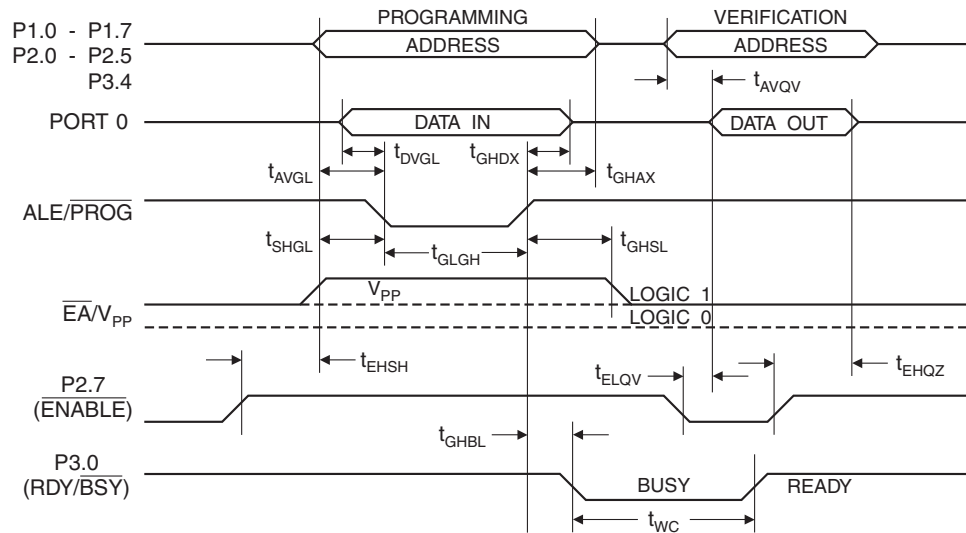 PROGRAMMING
VERIFICATION
P1.0 - P1.7
P2.0 - P2.5
P3.4
ADDRESS
ADDRESS
tAVQV
PORT 0
DATA IN
DATA OUT
tDVGL
tGHDX
tAVGL
tGHAX
ALE/PROG
tSHGL
tGLGH
tGHSL
VPP
LOGIC 1
EA/VPP
LOGIC 0
tEHSH
tELQV
tEHQZ
P2.7
(ENABLE)
tGHBL
P3.0
(RDY/BSY)
BUSY
READY
tWC